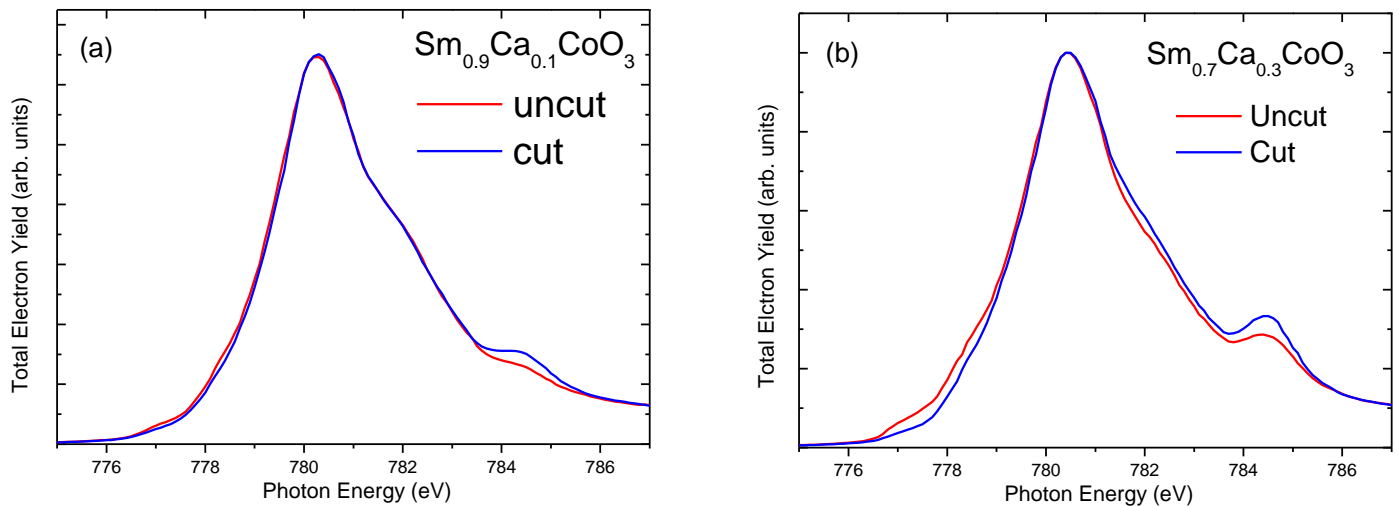 (a)
Sm0.9Ca0.1CoO3
uncut
cut
Total Electron Yield (arb. units)
776 778 780 782 784 786
Photon Energy (eV)
(b)
Sm0.7Ca0.3CoO3
Uncut
Cut
Total Elctron Yield (arb. units)
776 778 780 782 784 786
Photon Energy (eV)